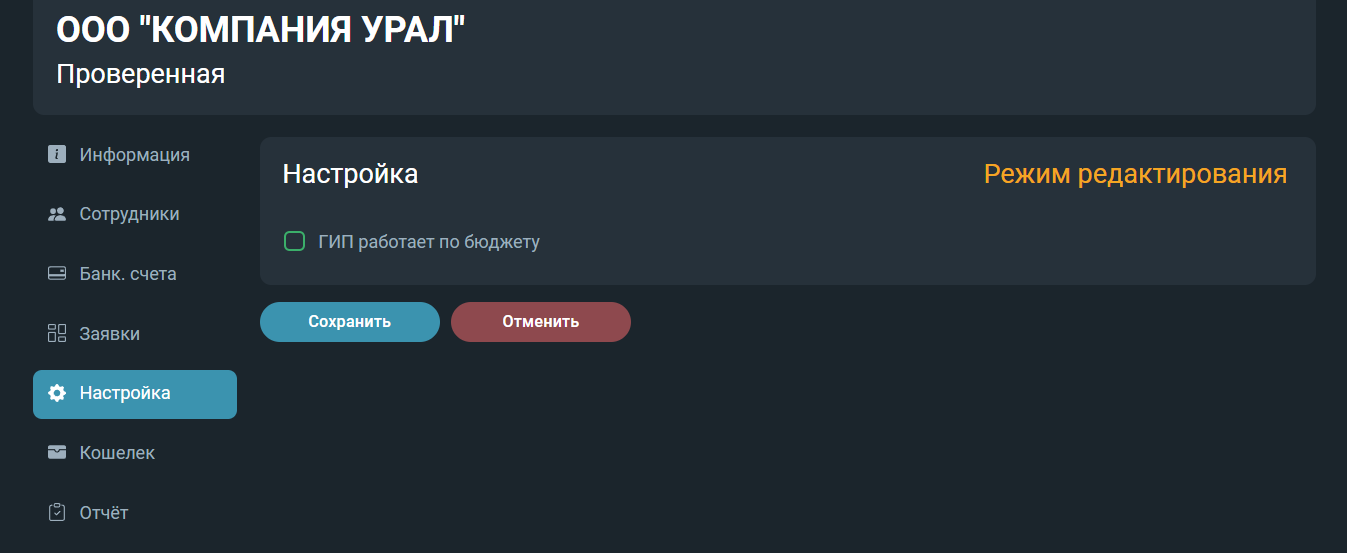 ООО "КОМПАНИЯ УРАЛ"
Проверенная
Информация
Сотрудники
Банк. счета
Заявки
Настройка
Кошелек
Отчёт
Настройка
Режим редактирования
ГИП работает по бюджету
Сохранить
Отменить